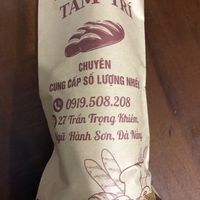 TÂM TRÍ
CHUYÊN
CUNG CẤP SỐ LƯỢNG NHIỀU
0919.508.208
27 Trần Trọng Khiêm,
Ngũ Hành Sơn, Đà Nẵng